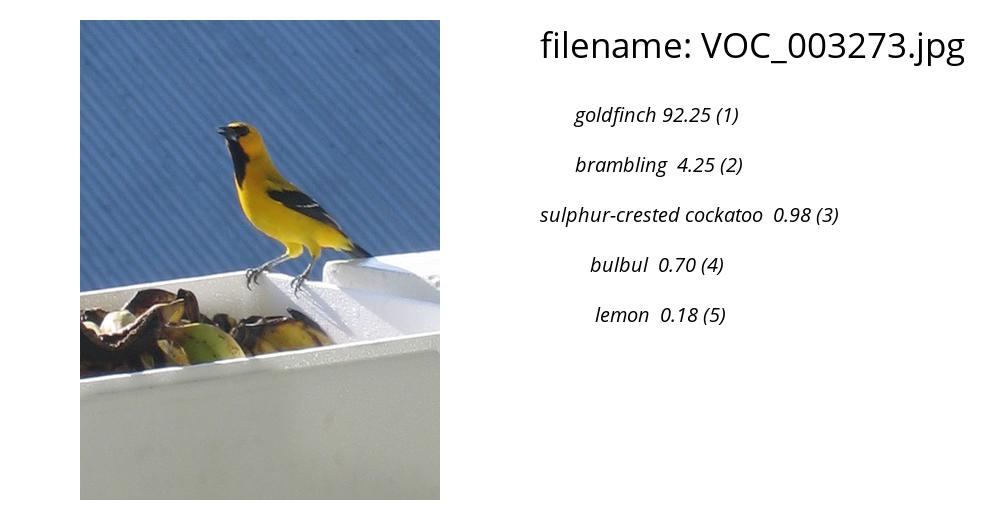 filename: VOC_003273.jpg
goldfinch 92.25 (1)
brambling 4.25 (2)
sulphur-crested cockatoo 0.98 (3)
bulbul 0.70 (4)
lemon 0.18 (5)